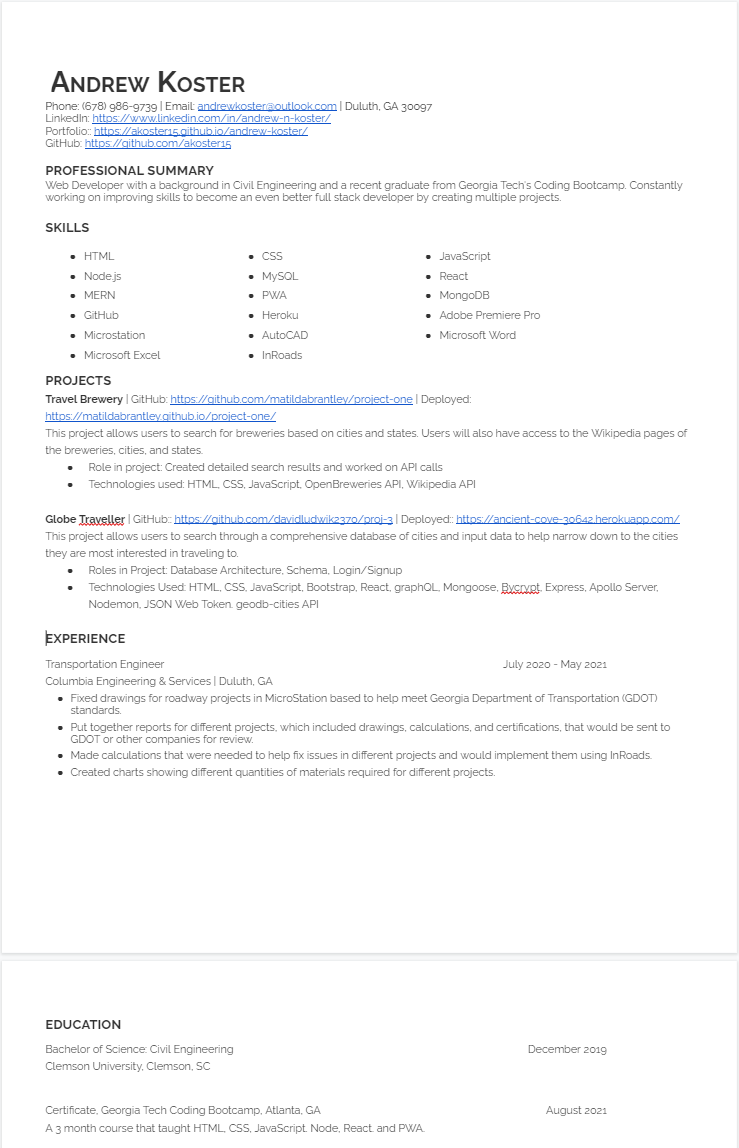 ANDREW KOSTER
Phone: (678) 986-9739 | Email: andrewkoster@outlook.com | Duluth, GA 30097
LinkedIn: https://www.linkedin.com/in/andrew-n-koster/
Portfolio:: https://akoster15.github.io/andrew-koster/
GitHub: https://github.com/akoster15
PROFESSIONAL SUMMARY
Web Developer with a background in Civil Engineering and a recent graduate from Georgia Tech's Coding Bootcamp. Constantly
working on improving skills to become an even better full stack developer by creating multiple projects.
SKILLS
• HTML • CSS • JavaScript
• Node.js • MySQL • React
• MERN • PWA • MongoDB
• GitHub • Heroku • Adobe Premiere Pro
• Microstation • AutoCAD • Microsoft Word
• Microsoft Excel • InRoads
PROJECTS
Travel Brewery | GitHub: https://github.com/matildabrantley/project-one | Deployed:
https://matildabrantley.github.io/project-one/
This project allows users to search for breweries based on cities and states. Users will also have access to the Wikipedia pages of
the breweries, cities, and states.
• Role in project: Created detailed search results and worked on API calls
• Technologies used: HTML, CSS, JavaScript, OpenBreweries API, Wikipedia API
Globe Traveller | GitHub:: https://github.com/davidludwik2370/proj-3 | Deployed:: https://ancient-cove-30642.herokuapp.com/
This project allows users to search through a comprehensive database of cities and input data to help narrow down to the cities
they are most interested in traveling to.
• Roles in Project: Database Architecture, Schema, Login/Signup
• Technologies Used: HTML, CSS, JavaScript, Bootstrap, React, graphQL, Mongoose, Bycrypt, Express, Apollo Server,
Nodemon, JSON Web Token. geodb-cities API
EXPERIENCE
Transportation Engineer July 2020 - May 2021
Columbia Engineering & Services | Duluth, GA
• Fixed drawings for roadway projects in MicroStation based to help meet Georgia Department of Transportation (GDOT)
standards.
• Put together reports for different projects, which included drawings, calculations, and certifications, that would be sent to
GDOT or other companies for review.
• Made calculations that were needed to help fix issues in different projects and would implement them using InRoads.
• Created charts showing different quantities of materials required for different projects.
EDUCATION
Bachelor of Science: Civil Engineering December 2019
Clemson University, Clemson, SC
Certificate, Georgia Tech Coding Bootcamp, Atlanta, GA August 2021
A 3 month course that taught HTML, CSS, JavaScript. Node, React. and PWA.